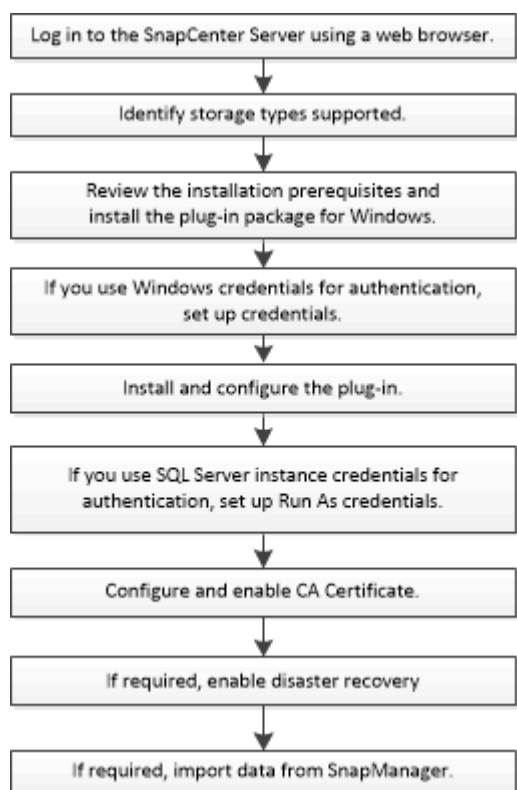 Log in to the SnapCenter Server using a web browser.
Identify storage types supported.
Review the installation prerequisites and
install the plug-in package for Windows.
If you use Windows credentials for authentication,
set up credentials.
Install and configure the plug-in.
If you use SQL Server instance credentials for
authentication, set up Run As credentials.
Configure and enable CA Certificate.
If required, enable disaster recovery
If required, import data from SnapManager.